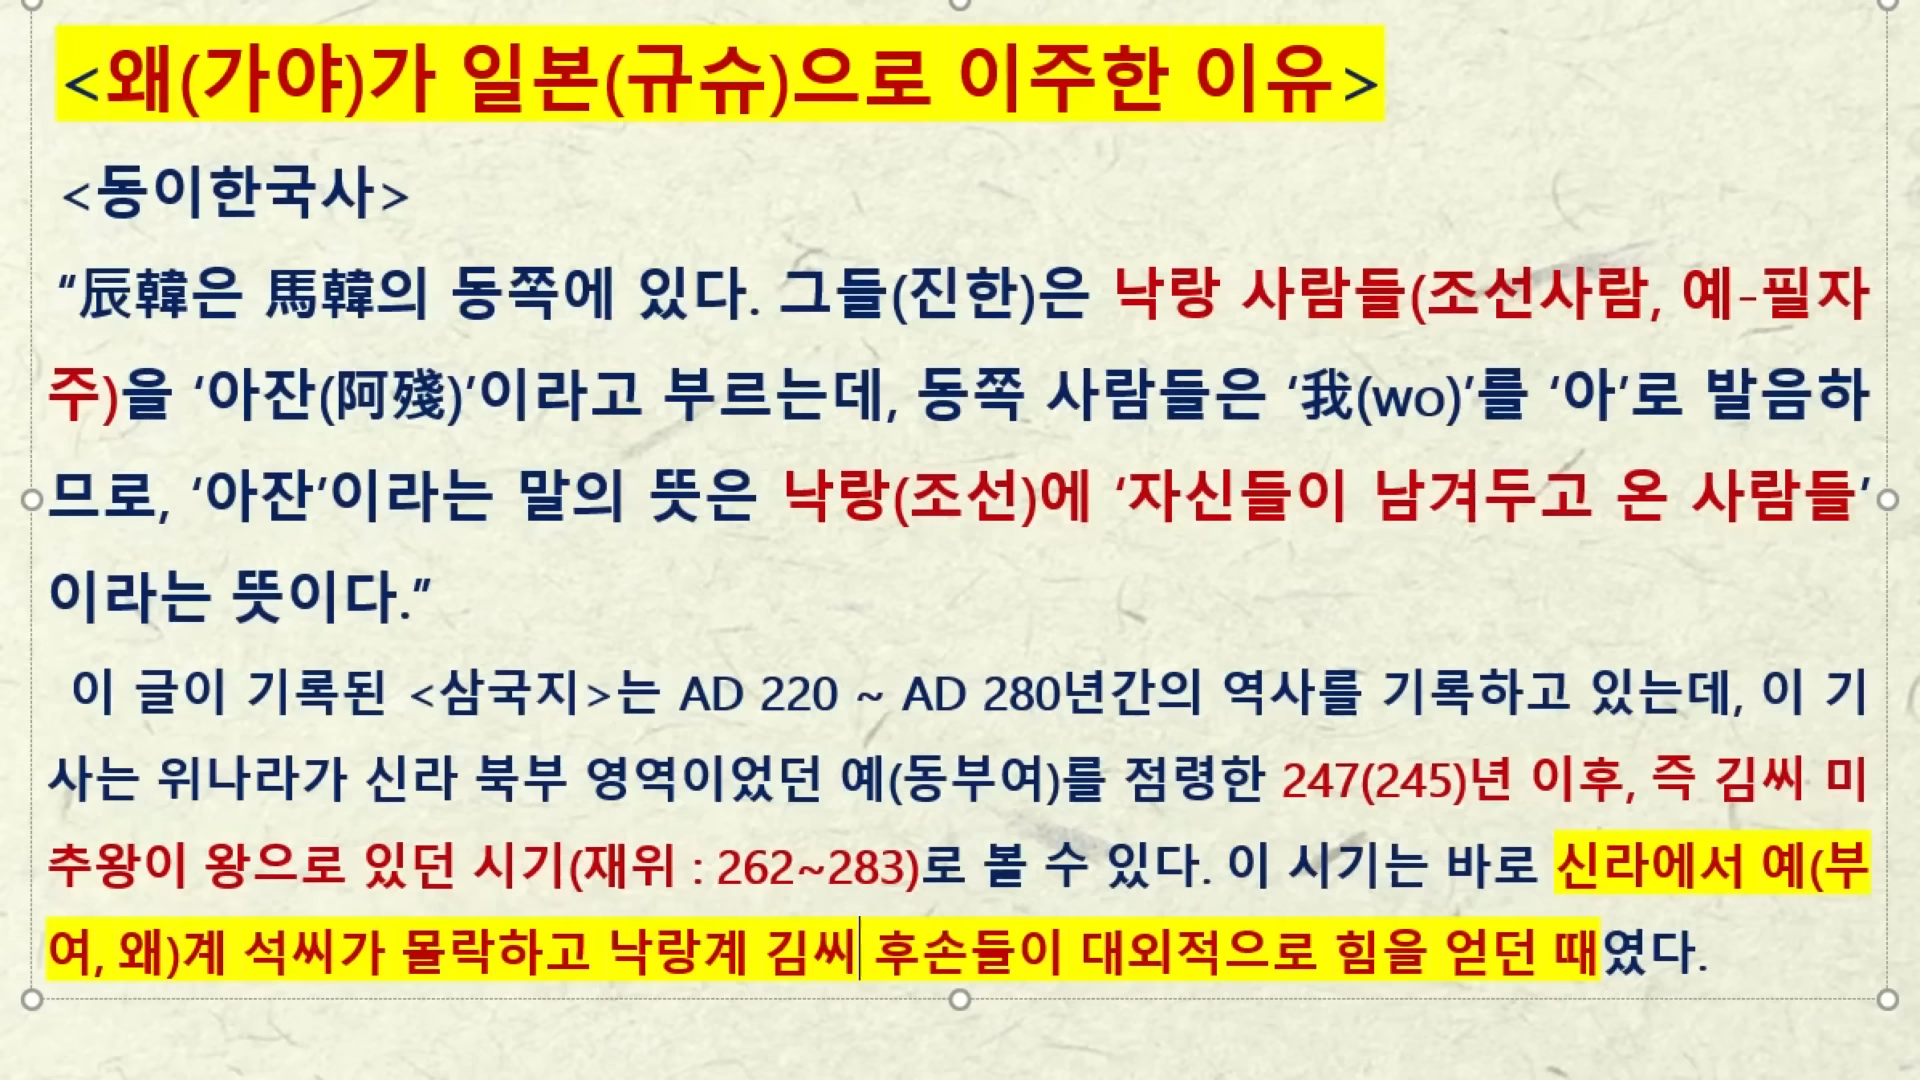 <왜(가야)가 일본(규슈)으로 이주한 이유>
<동이한국사>
“辰韓은 馬韓의 동쪽에 있다. 그들(진한)은 낙랑 사람들(조선사람, 예-필자
주)을 ‘아잔(阿殘)’이라고 부르는데, 동쪽 사람들은 ‘我(wo)’를 ‘아’로 발음하
므로, ‘아잔’이라는 말의 뜻은 낙랑(조선)에 ‘자신들이 남겨두고 온 사람들’
이라는 뜻이다.”
이 글이 기록된 <삼국지>는 AD 220 ~ AD 280년간의 역사를 기록하고 있는데, 이 기
사는 위나라가 신라 북부 영역이었던 예(동부여)를 점령한 247(245)년 이후, 즉 김씨 미
추왕이 왕으로 있던 시기(재위 : 262~283)로 볼 수 있다. 이 시기는 바로 신라에서 예(부
여, 왜)계 석씨가 몰락하고 낙랑계 김씨 후손들이 대외적으로 힘을 얻던 때였다.